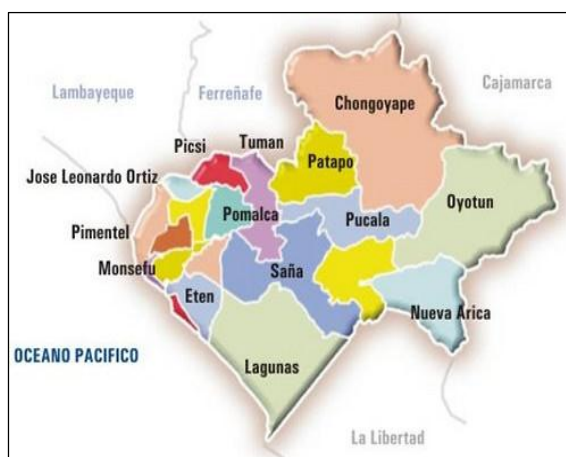 Lambayeque
Ferreñafe
Cajamarca
Chongoyape
Picsi
Tuman
Jose Leonardo Ortiz
Patapo
Oyotun
Pomalca
Pucala
Pimentel
Monsefu
Saña
Eten
Nueva Arica
OCEANO PACIFICO
Lagunas
La Libertad